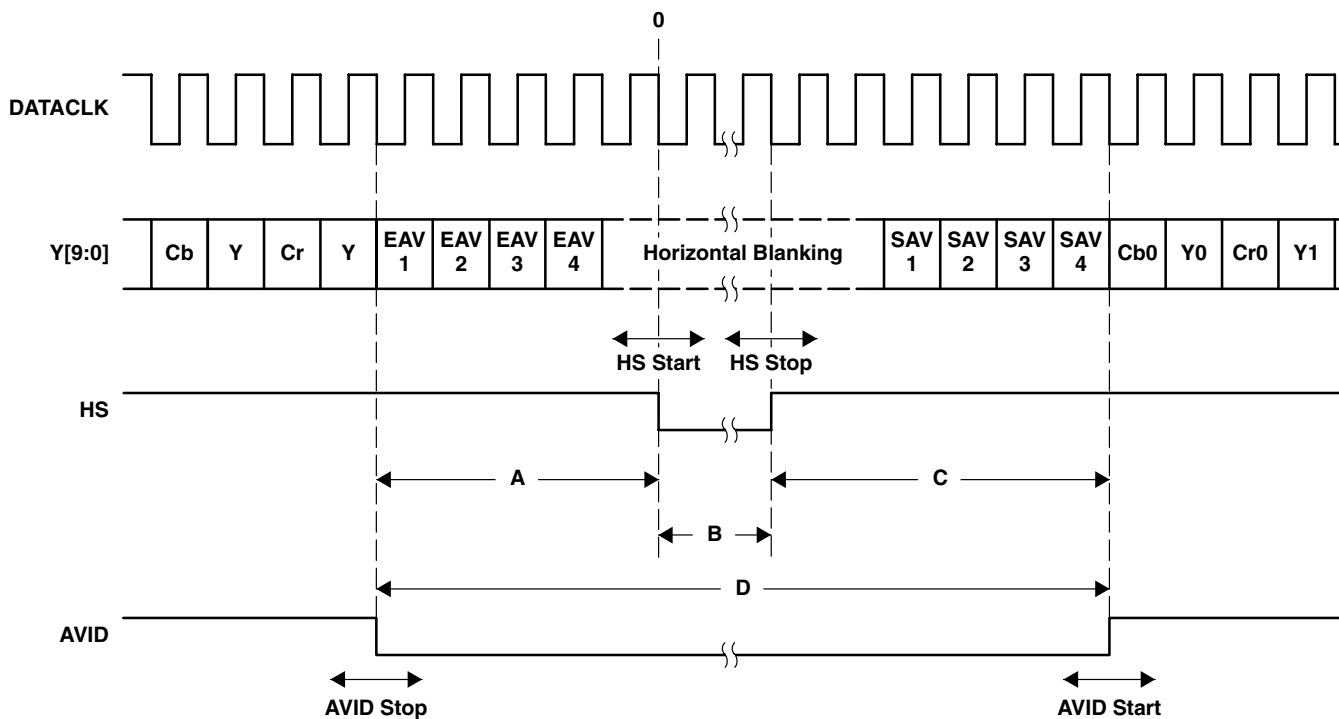 0
DATACLK
Y[9:0]
Cb
Y
Cr
Y
EAV
1
EAV
2
EAV
3
EAV
4
Horizontal Blanking
SAV
1
SAV
2
SAV
3
SAV
4
Cb0
Y0
Cr0
Y1
HS Start
HS Stop
HS
A
C
B
D
AVID
AVID Stop
AVID Start